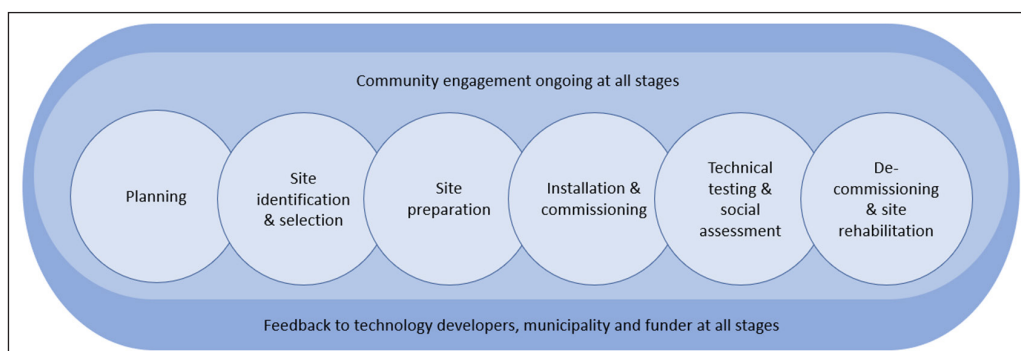 Community engagement ongoing at all stages
Planning
Site
identification
& selection
Site
preparation
Installation &
commissioning
Technical
testing &
social
assessment
De-
commissioning
& site
rehabilitation
Feedback to technology developers, municipality and funder at all stages